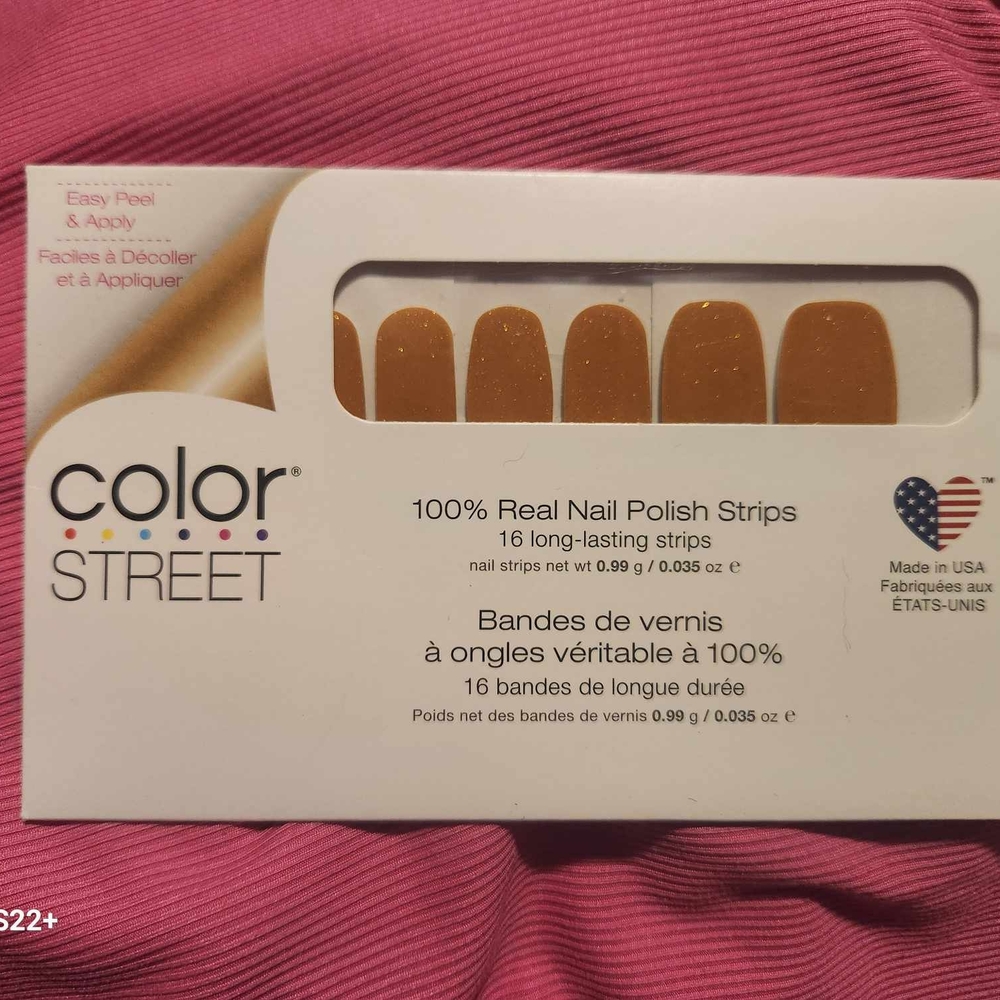 Easy Peel
& Apply
Faciles à Décoller
et à Appliquer
color®
STREET
100% Real Nail Polish Strips
16 long-lasting strips
nail strips net wt 0.99 g / 0.035 oz ℮
Bandes de vernis
à ongles véritable à 100%
16 bandes de longue durée
Poids net des bandes de vernis 0.99 g / 0.035 oz ℮
TM
Made in USA
Fabriquées aux
ÉTATS-UNIS
S22+